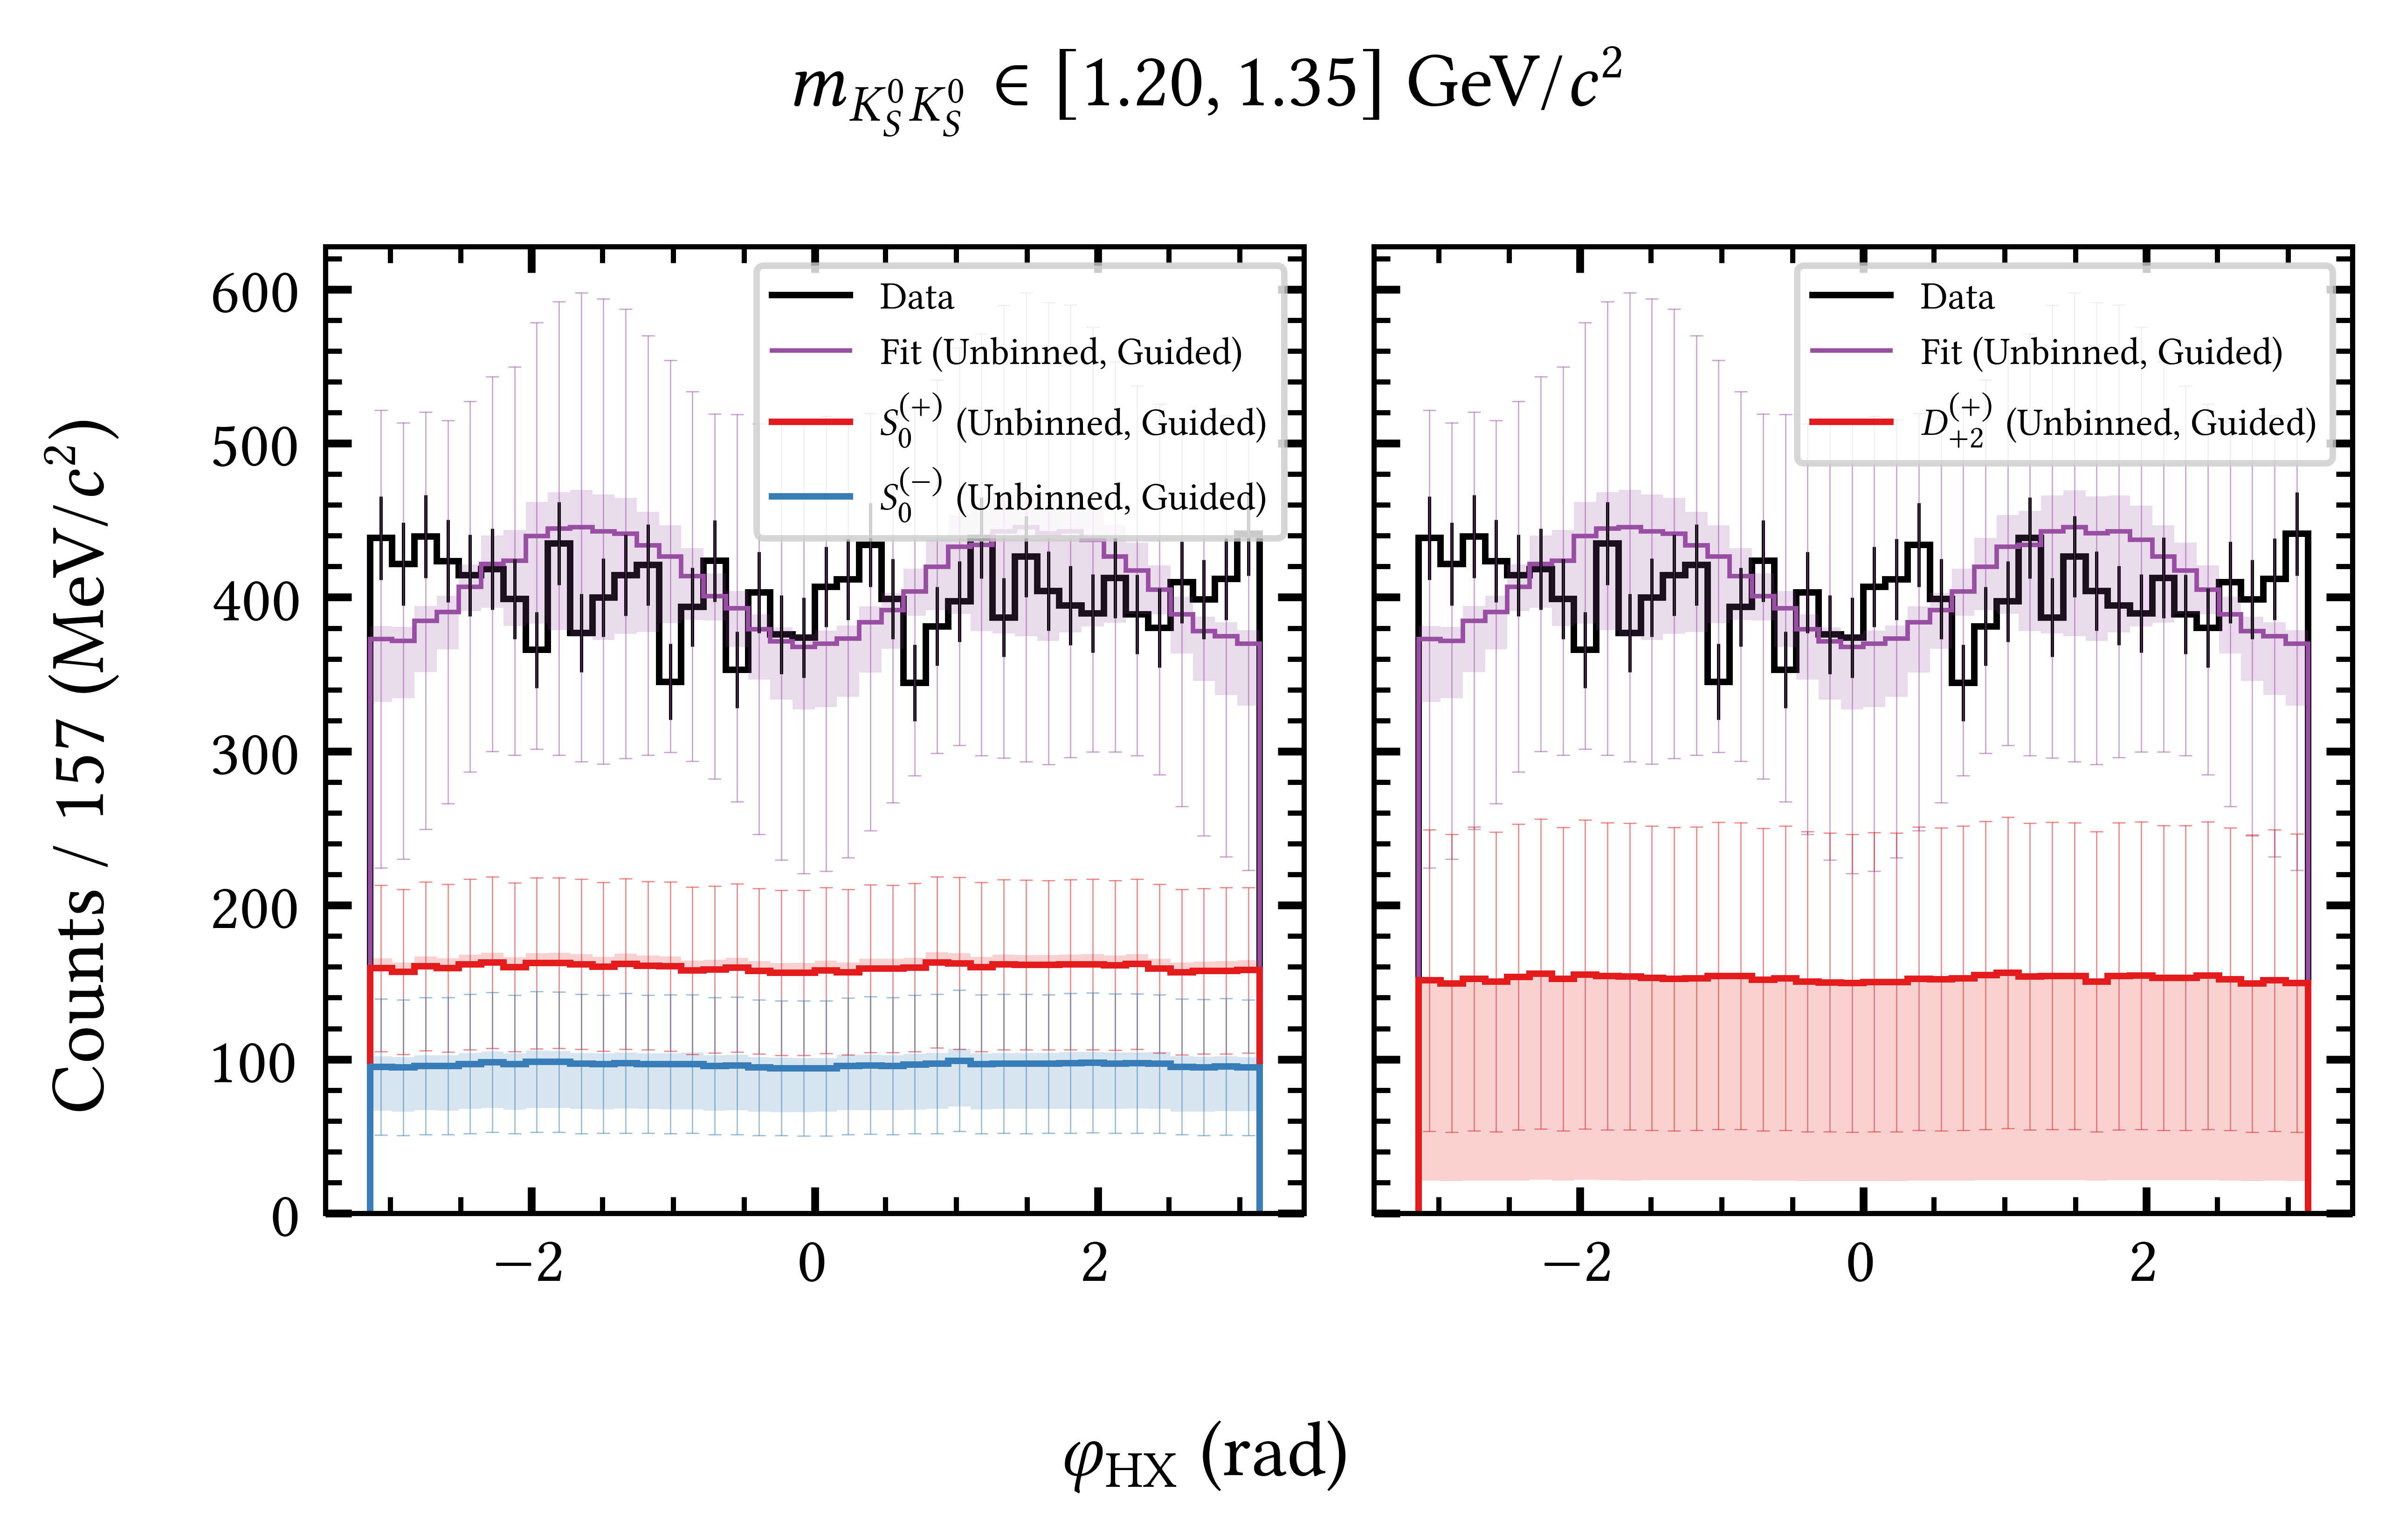 m_{K_S^0 K_S^0} ∈ [1.20, 1.35] GeV/c²
Counts / 157 (MeV/c²)
600
500
400
300
200
100
0
Data
Fit (Unbinned, Guided)
S_0^{(+)} (Unbinned, Guided)
S_0^{(−)} (Unbinned, Guided)
−2
0
2
Data
Fit (Unbinned, Guided)
D_{+2}^{(+)} (Unbinned, Guided)
−2
0
2
φ_{HX} (rad)